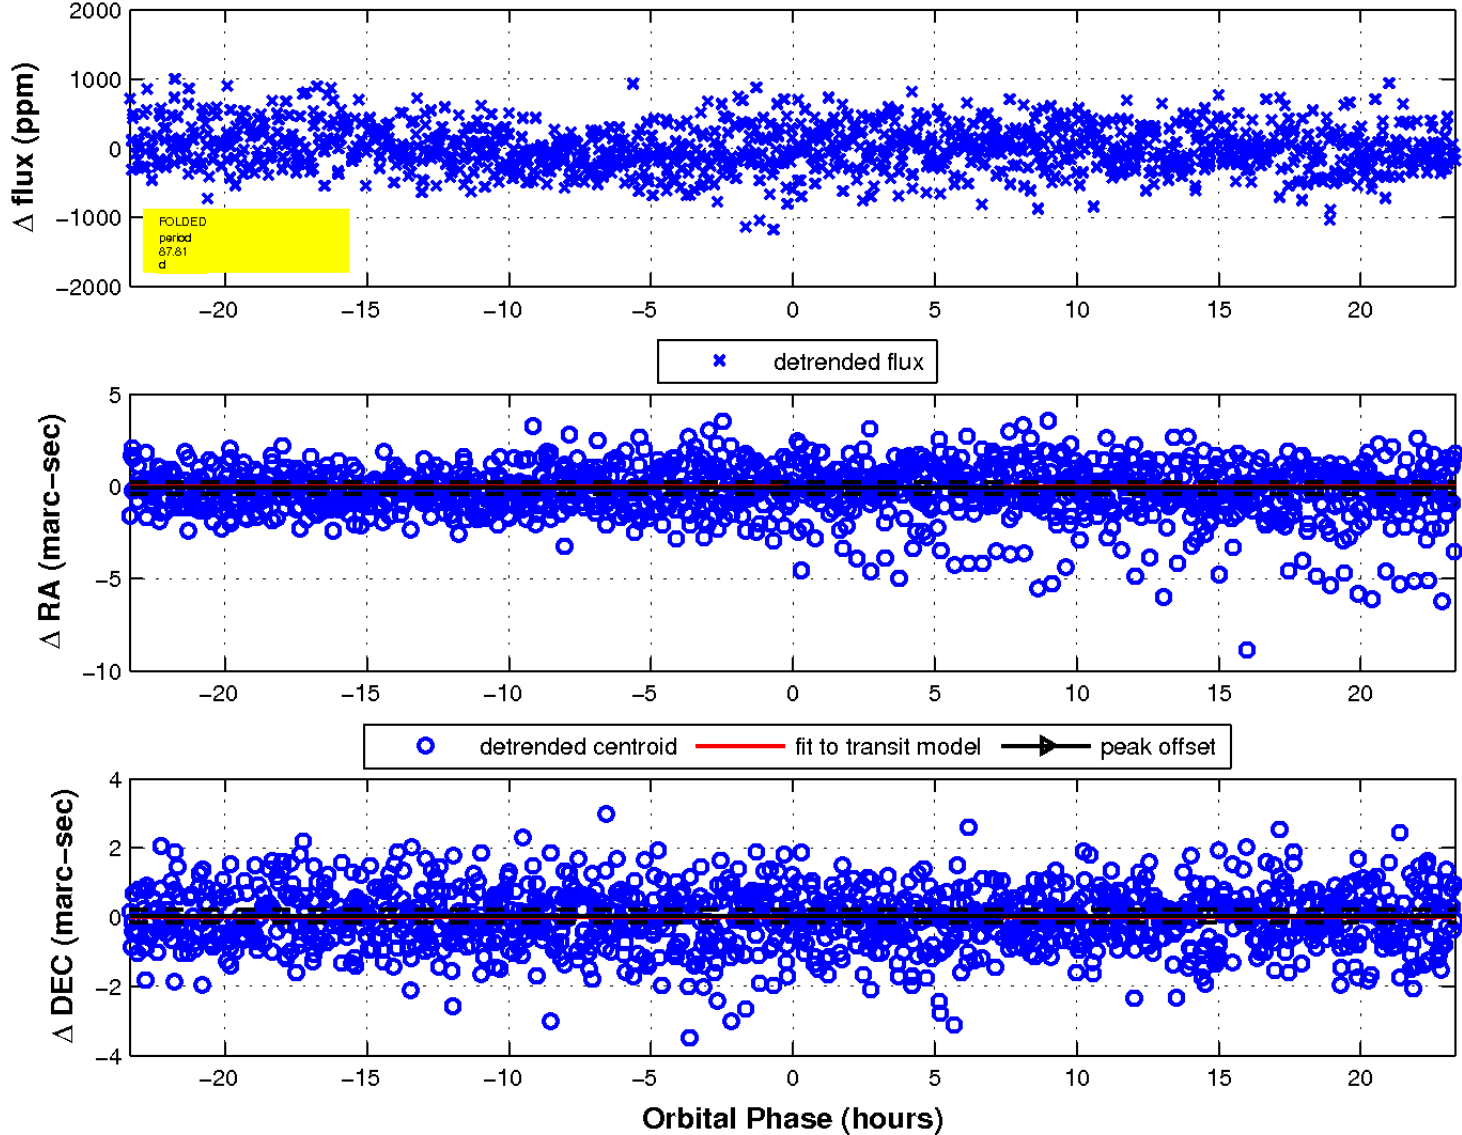 2000
1000
0
−1000
−2000
Δ flux (ppm)
FOLDED
period
87.81
d
−20 −15 −10 −5 0 5 10 15 20
detrended flux
5
0
−5
−10
Δ RA (marc−sec)
−20 −15 −10 −5 0 5 10 15 20
detrended centroid fit to transit model peak offset
4
2
0
−2
−4
Δ DEC (marc−sec)
−20 −15 −10 −5 0 5 10 15 20
Orbital Phase (hours)